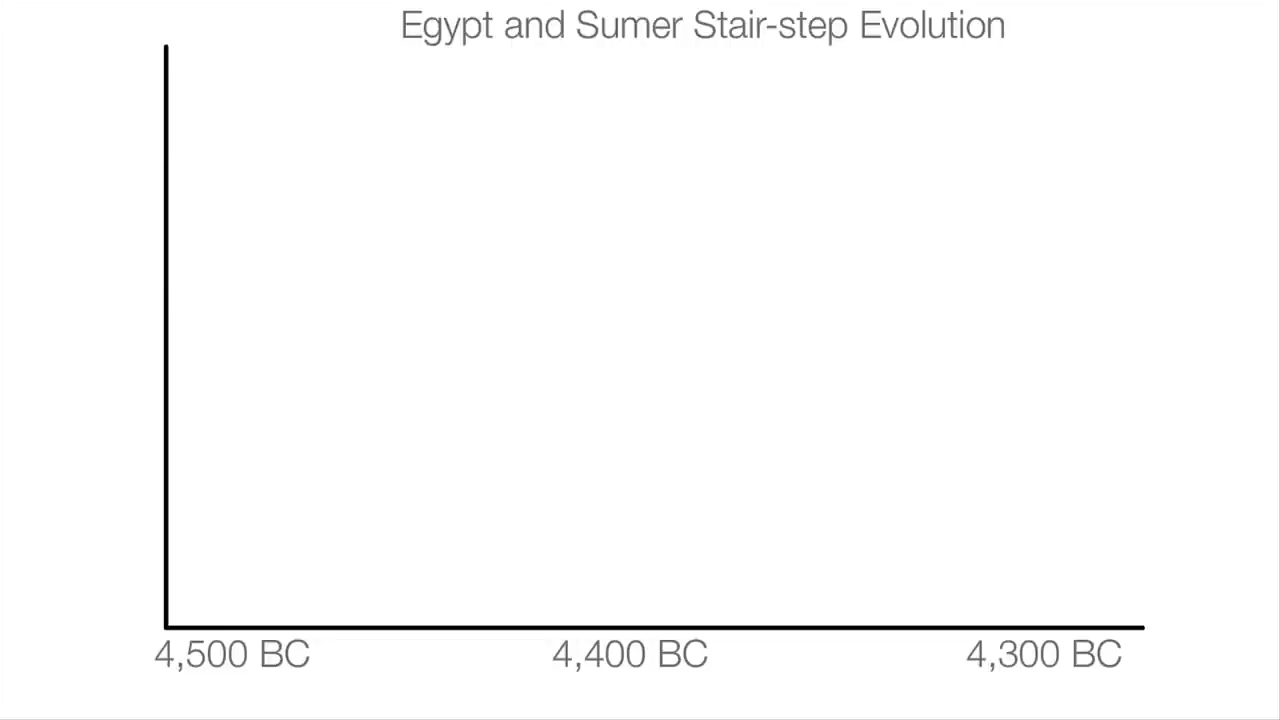 Egypt and Sumer Stair-step Evolution
4,500 BC 4,400 BC 4,300 BC